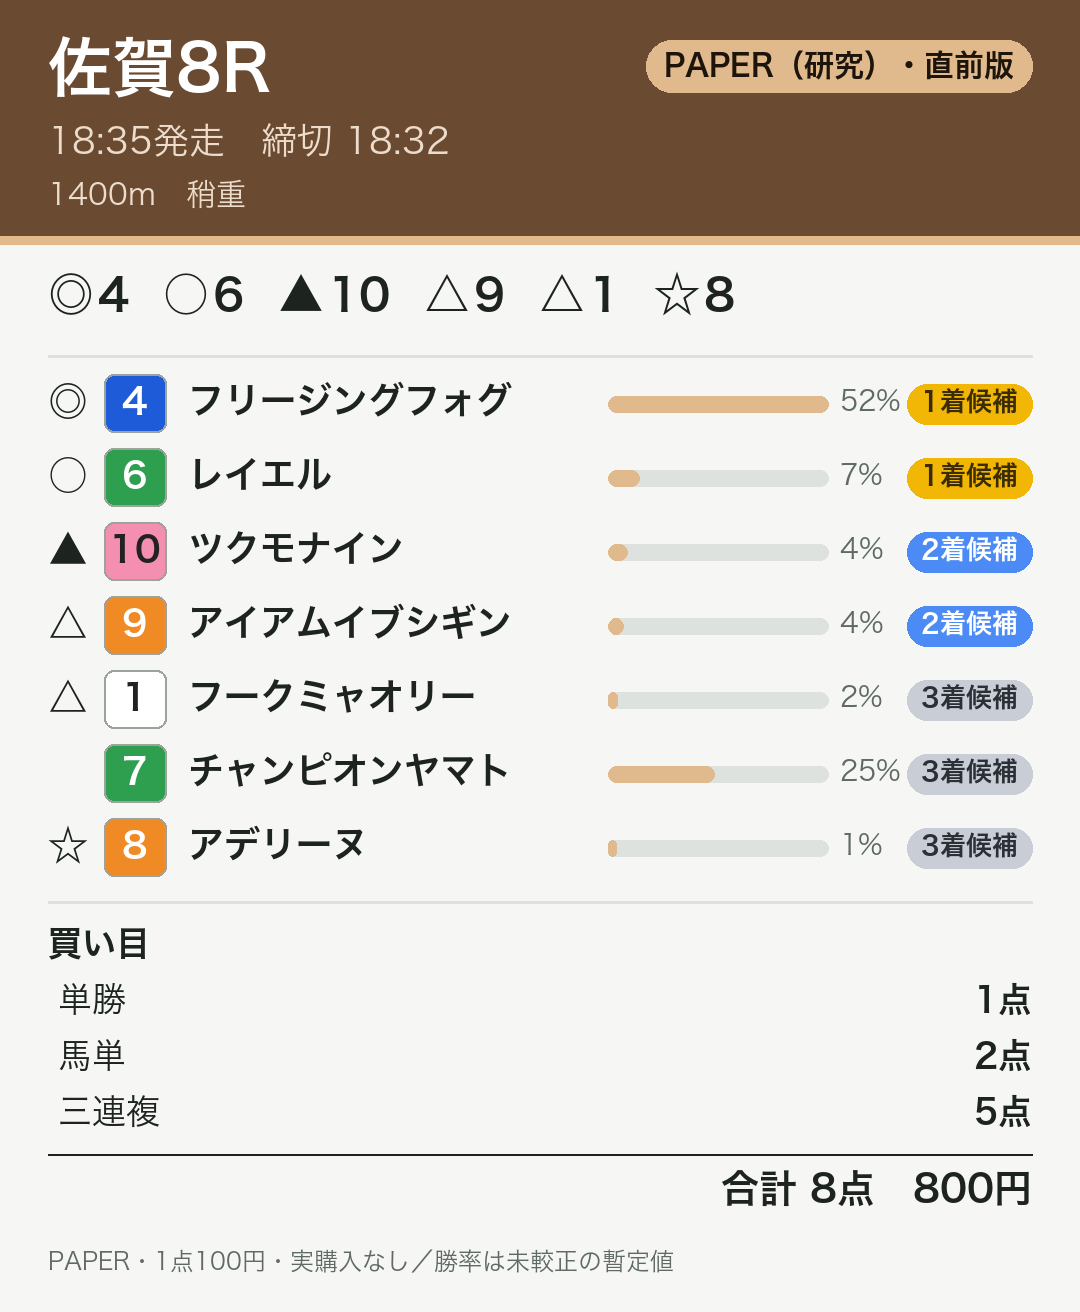 佐賀8R PAPER（研究）・直前版
18:35発走　締切 18:32
1400m　稍重
◎4 ○6 ▲10 △9 △1 ☆8
◎ 4 フリージングフォグ 52% 1着候補
○ 6 レイエル 7% 1着候補
▲ 10 ツクモナイン 4% 2着候補
△ 9 アイアムイブシギン 4% 2着候補
△ 1 フークミャオリー 2% 3着候補
7 チャンピオンヤマト 25% 3着候補
☆ 8 アデリーヌ 1% 3着候補
買い目
単勝 1点
馬単 2点
三連複 5点
合計 8点　800円
PAPER・1点100円・実購入なし／勝率は未較正の暫定値